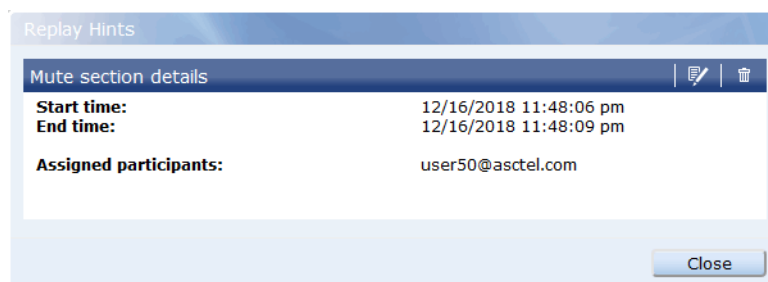 Replay Hints
Mute section details
Start time: 12/16/2018 11:48:06 pm
End time: 12/16/2018 11:48:09 pm
Assigned participants: user50@asctel.com
Close